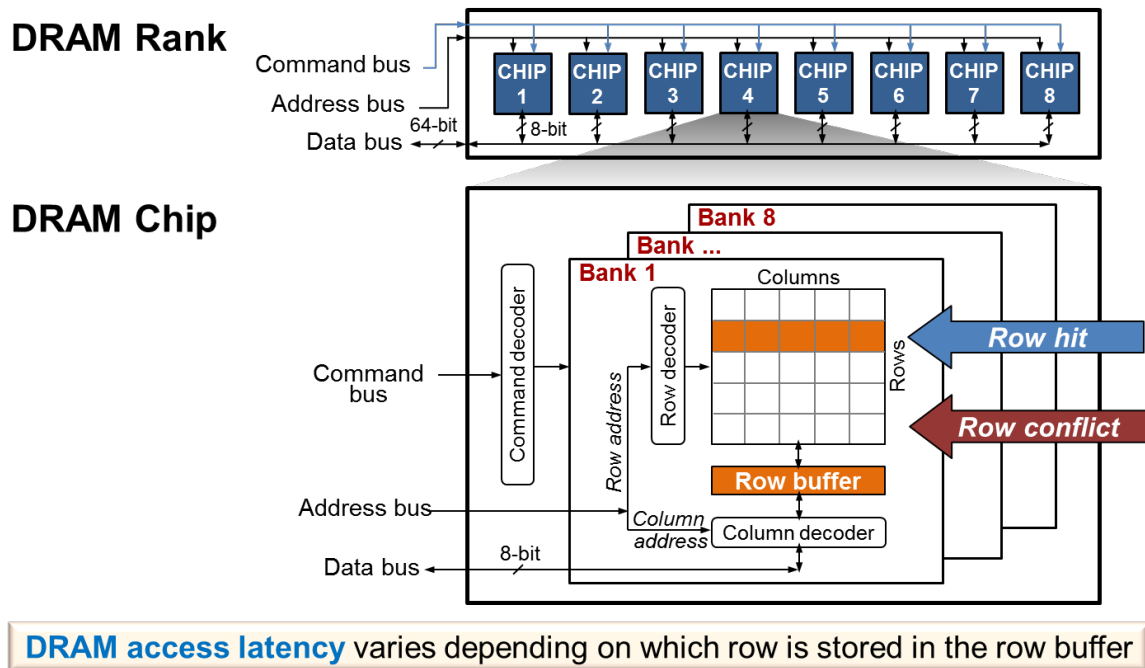 DRAM Rank
Command bus
Address bus
64-bit
Data bus
CHIP
1
CHIP
2
CHIP
3
CHIP
4
CHIP
5
CHIP
6
CHIP
7
CHIP
8
8-bit
DRAM Chip
Bank 8
Bank ...
Bank 1
Columns
Command decoder
Row decoder
Rows
Row hit
Command
bus
Row address
Row conflict
Row buffer
Address bus
Column
address
Column decoder
8-bit
Data bus
DRAM access latency varies depending on which row is stored in the row buffer